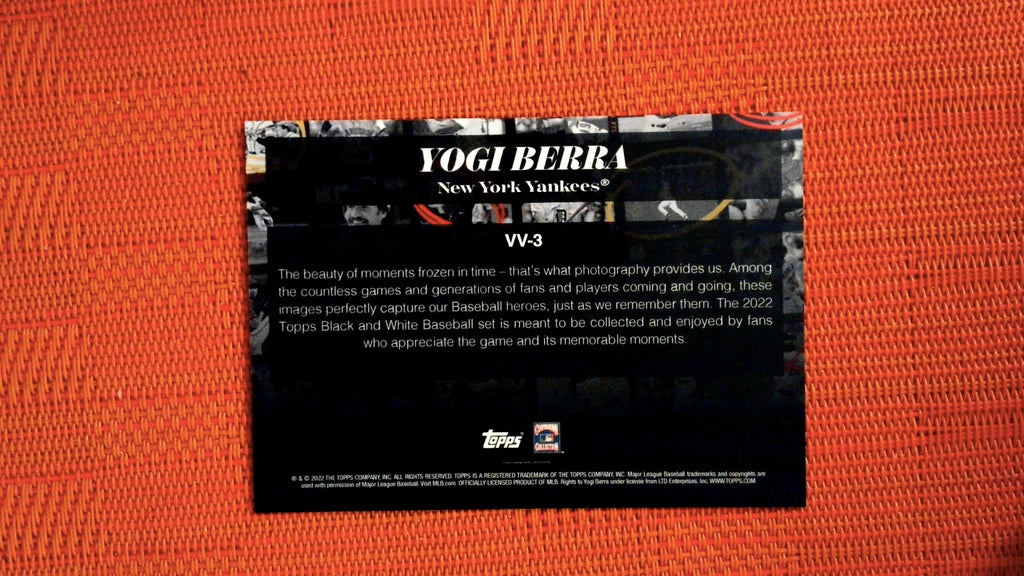 YOGI BERRA
New York Yankees®
VV-3
The beauty of moments frozen in time – that's what photography provides us. Among
the countless games and generations of fans and players coming and going, these
images perfectly capture our Baseball heroes, just as we remember them. The 2022
Topps Black and White Baseball set is meant to be collected and enjoyed by fans
who appreciate the game and its memorable moments.
topps
COOPERSTOWN
COLLECTION
® & © 2022 THE TOPPS COMPANY, INC. ALL RIGHTS RESERVED. TOPPS IS A REGISTERED TRADEMARK OF THE TOPPS COMPANY, INC. Major League Baseball trademarks and copyrights are
used with permission of Major League Baseball. Visit MLB.com. OFFICIALLY LICENSED PRODUCT OF MLB. Rights to Yogi Berra under license from LTD Enterprises, Inc. WWW.TOPPS.COM